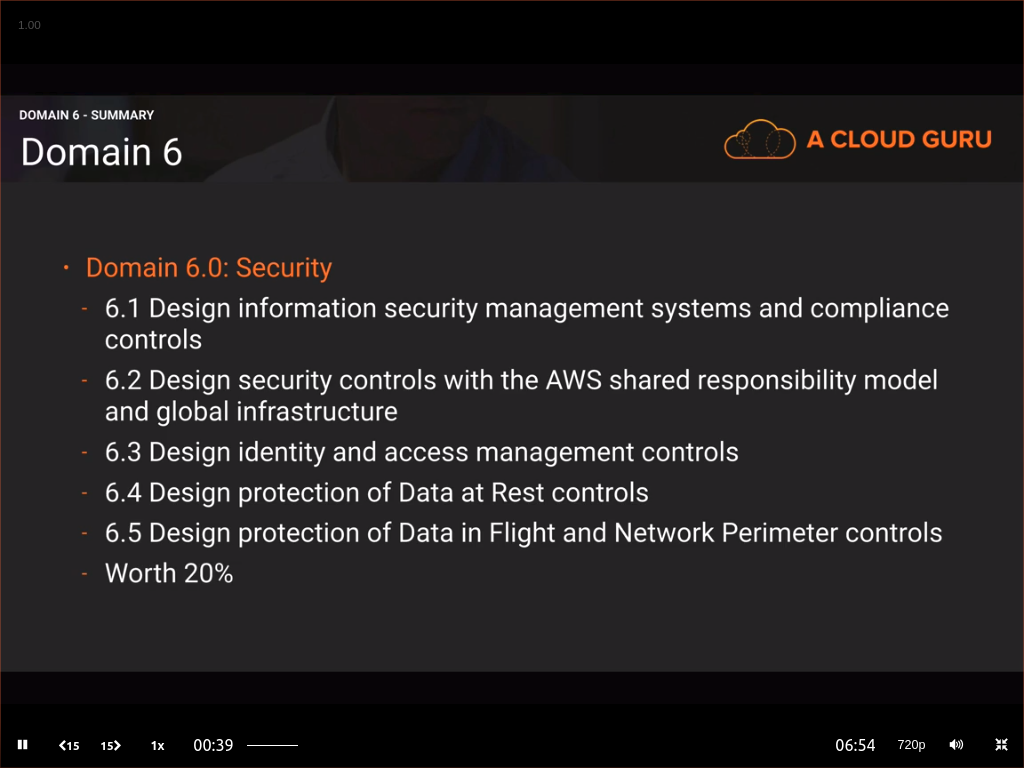 1.00
DOMAIN 6 - SUMMARY
Domain 6
A CLOUD GURU
• Domain 6.0: Security
- 6.1 Design information security management systems and compliance
controls
- 6.2 Design security controls with the AWS shared responsibility model
and global infrastructure
- 6.3 Design identity and access management controls
- 6.4 Design protection of Data at Rest controls
- 6.5 Design protection of Data in Flight and Network Perimeter controls
- Worth 20%
15 15 1x 00:39 06:54 720p